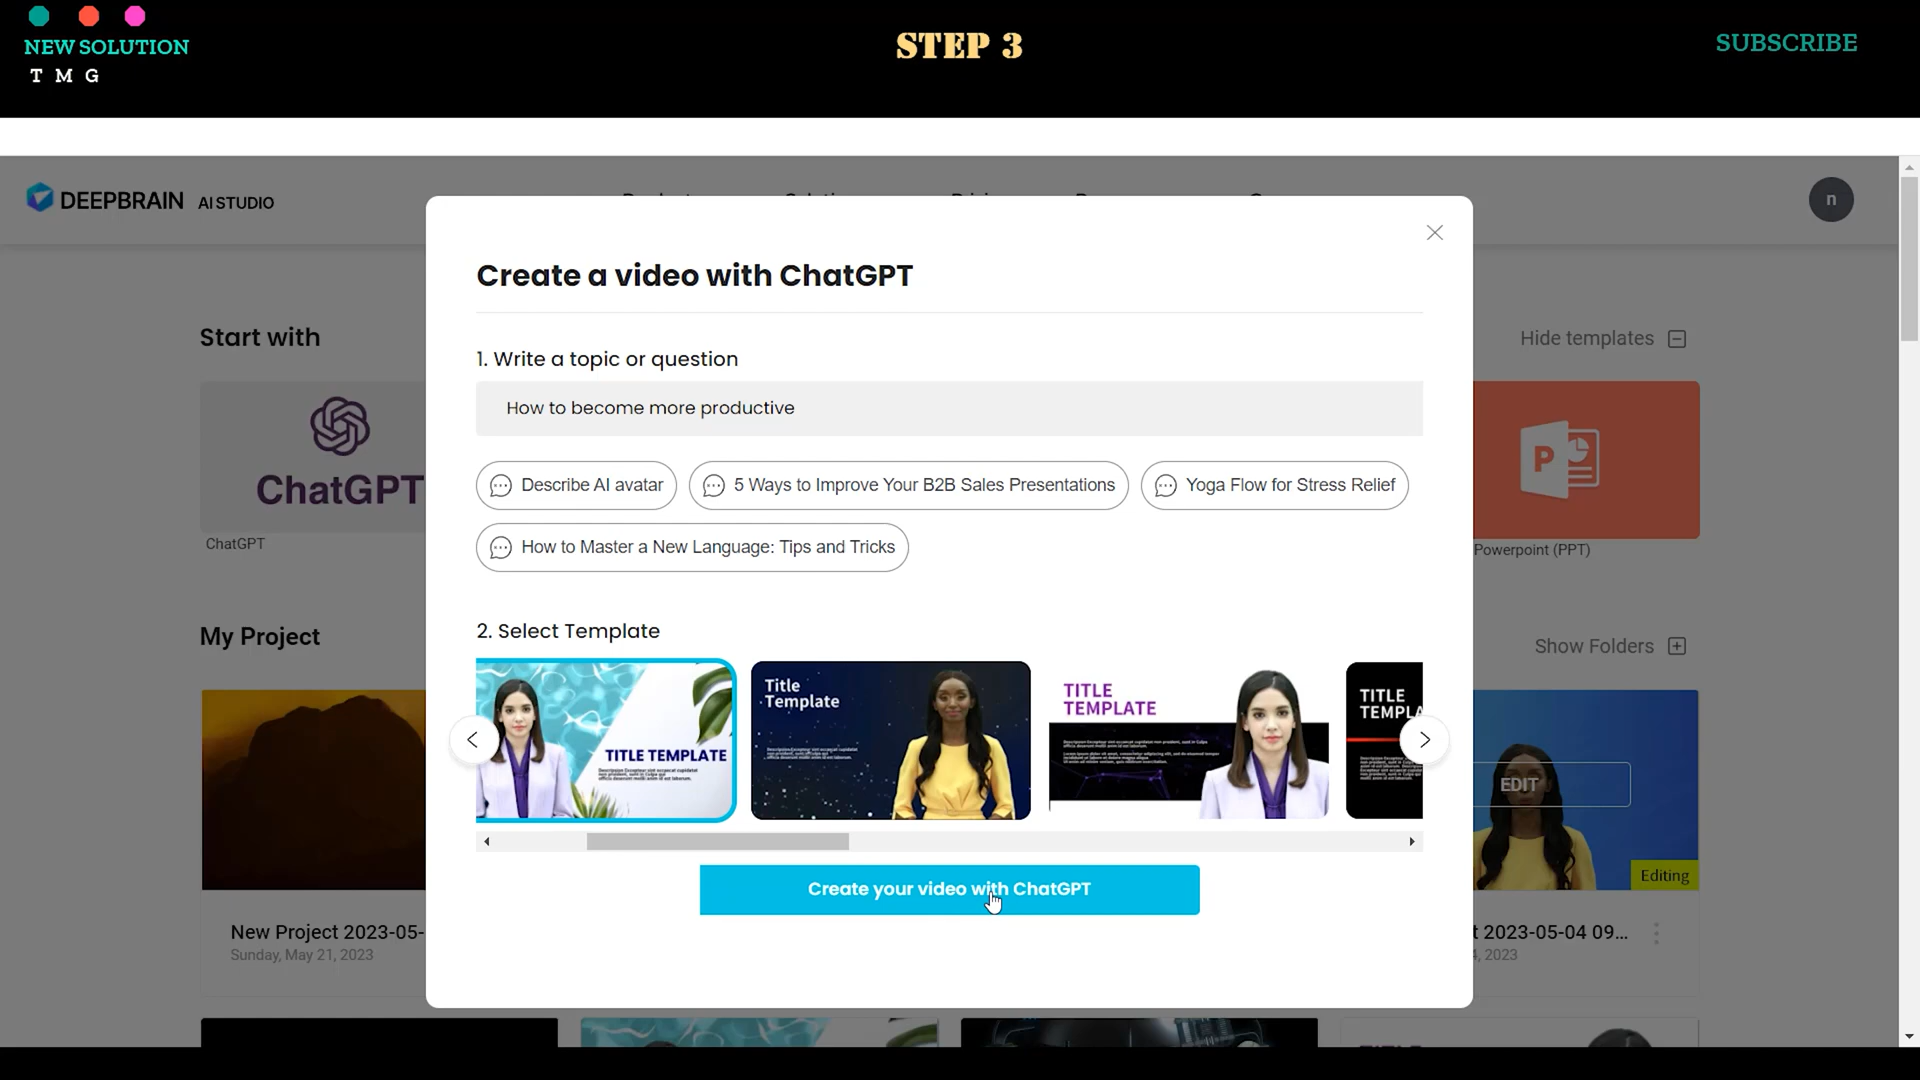 NEW SOLUTION
T M G
STEP 3
SUBSCRIBE
DEEPBRAIN AI STUDIO
n
Create a video with ChatGPT
Start with
Hide templates
1. Write a topic or question
How to become more productive
ChatGPT
P
Describe AI avatar
5 Ways to Improve Your B2B Sales Presentations
Yoga Flow for Stress Relief
ChatGPT
Powerpoint (PPT)
How to Master a New Language: Tips and Tricks
My Project
2. Select Template
Show Folders
TITLE TEMPLATE
Title
Template
TITLE
TEMPLATE
TITLE
TEMPLA
EDIT
Editing
Create your video with ChatGPT
New Project 2023-05-
Sunday, May 21, 2023
t 2023-05-04 09...
4, 2023